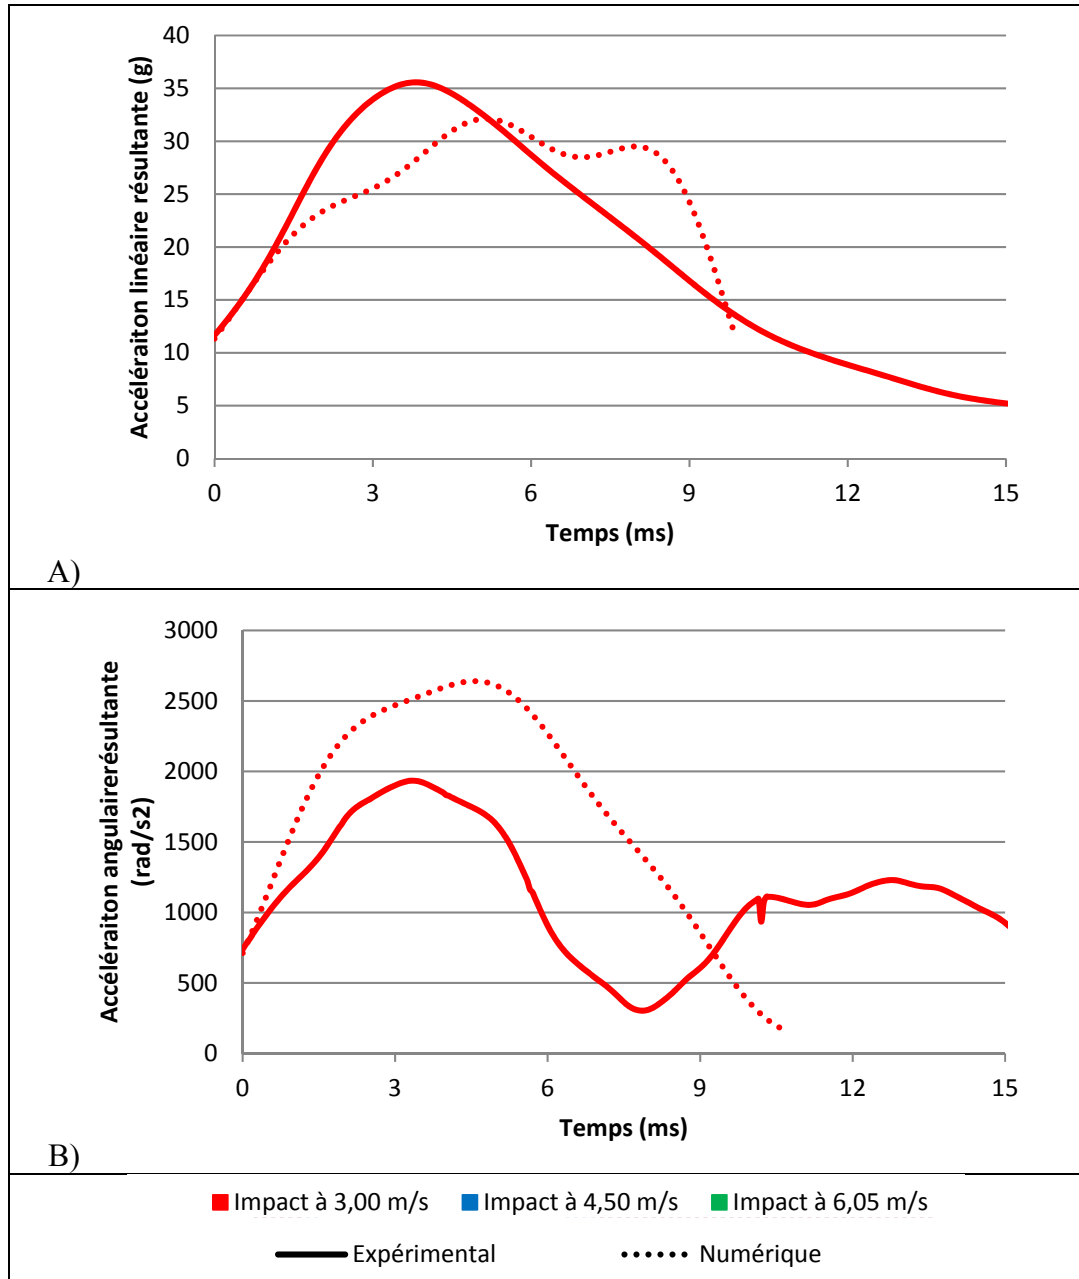 40
35
30
25
20
15
10
5
0
Accéléraiton linéaire résultante (g)
0 3 6 9 12 15
Temps (ms)
A)
3000
2500
2000
1500
1000
500
0
Accéléraiton angulairerésultante
(rad/s2)
0 3 6 9 12 15
Temps (ms)
B)
Impact à 3,00 m/s Impact à 4,50 m/s Impact à 6,05 m/s
Expérimental Numérique